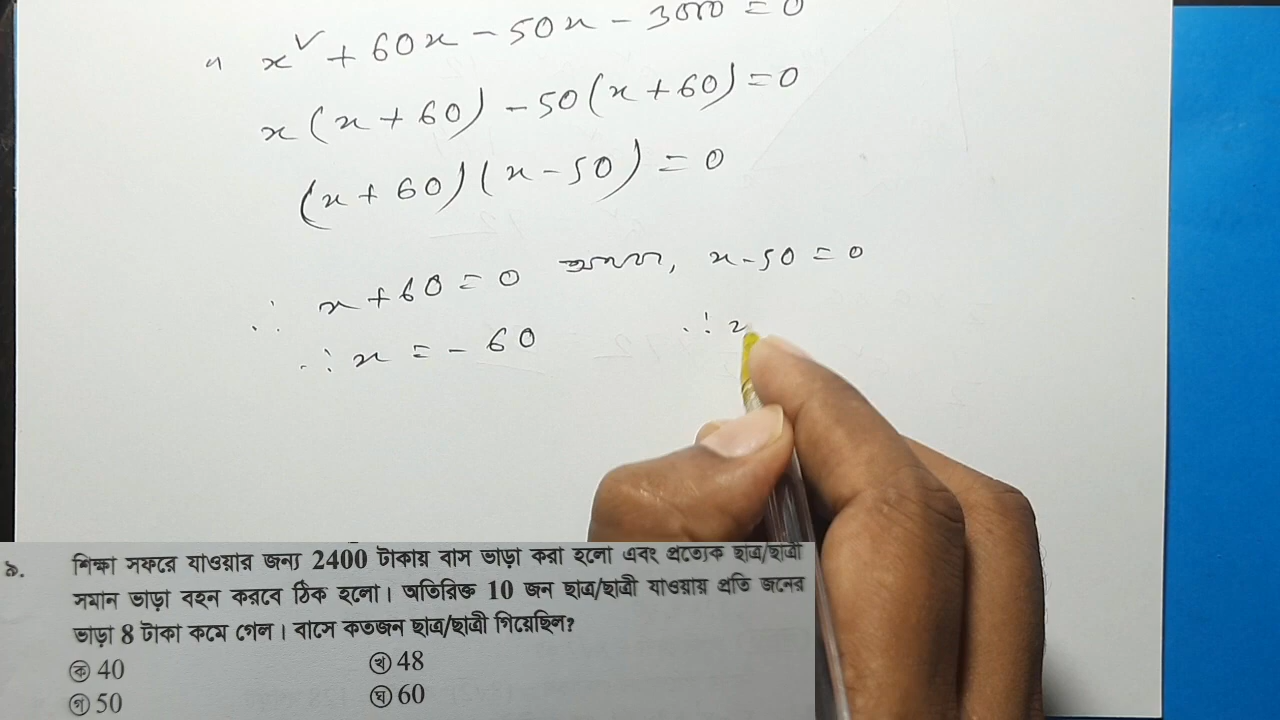 " x² + 60x - 50x - 3000 = 0
x(x + 60) - 50(x + 60) = 0
(x + 60)(x - 50) = 0
∴ x + 60 = 0 অথবা, x - 50 = 0
∴ x = - 60 ∴ x
৯. শিক্ষা সফরে যাওয়ার জন্য 2400 টাকায় বাস ভাড়া করা হলো এবং প্রত্যেক ছাত্র/ছাত্রী
সমান ভাড়া বহন করবে ঠিক হলো। অতিরিক্ত 10 জন ছাত্র/ছাত্রী যাওয়ায় প্রতি জনের
ভাড়া 8 টাকা কমে গেল। বাসে কতজন ছাত্র/ছাত্রী গিয়েছিল?
ক 40 খ 48
গ 50 ঘ 60